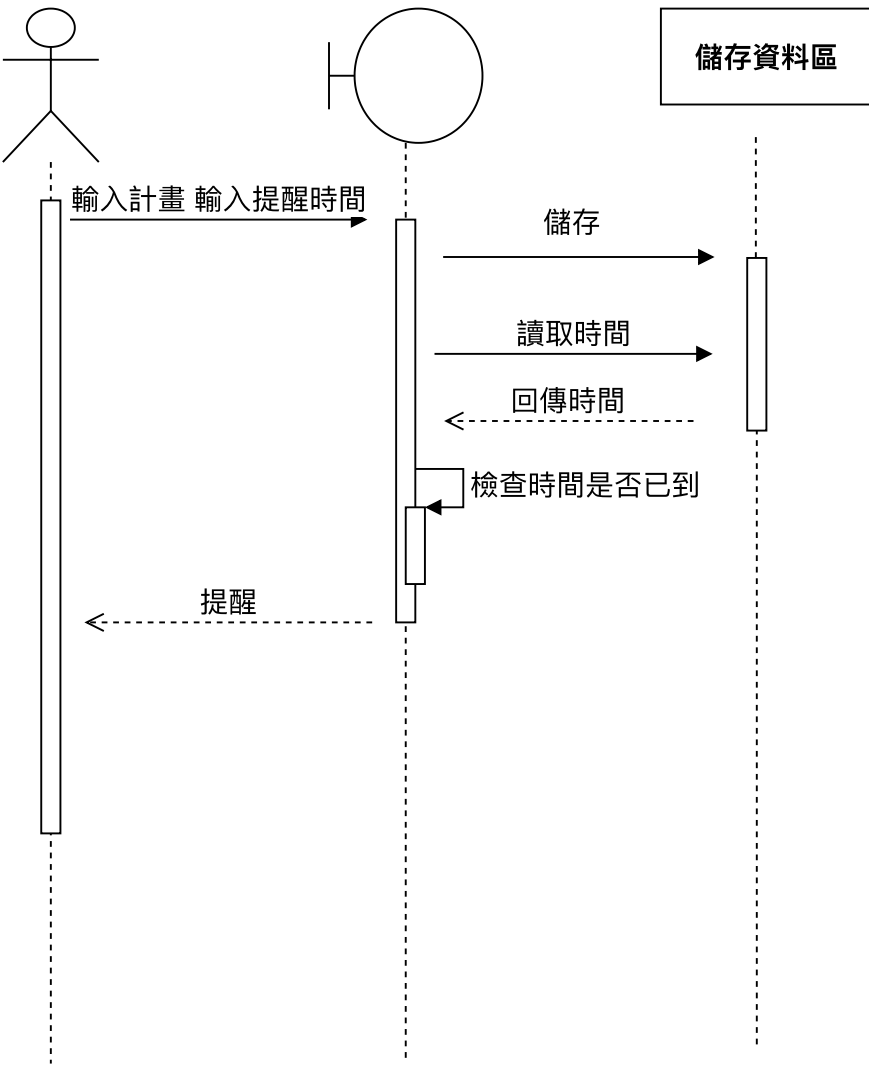 儲存資料區
輸入計畫 輸入提醒時間
儲存
讀取時間
回傳時間
檢查時間是否已到
提醒